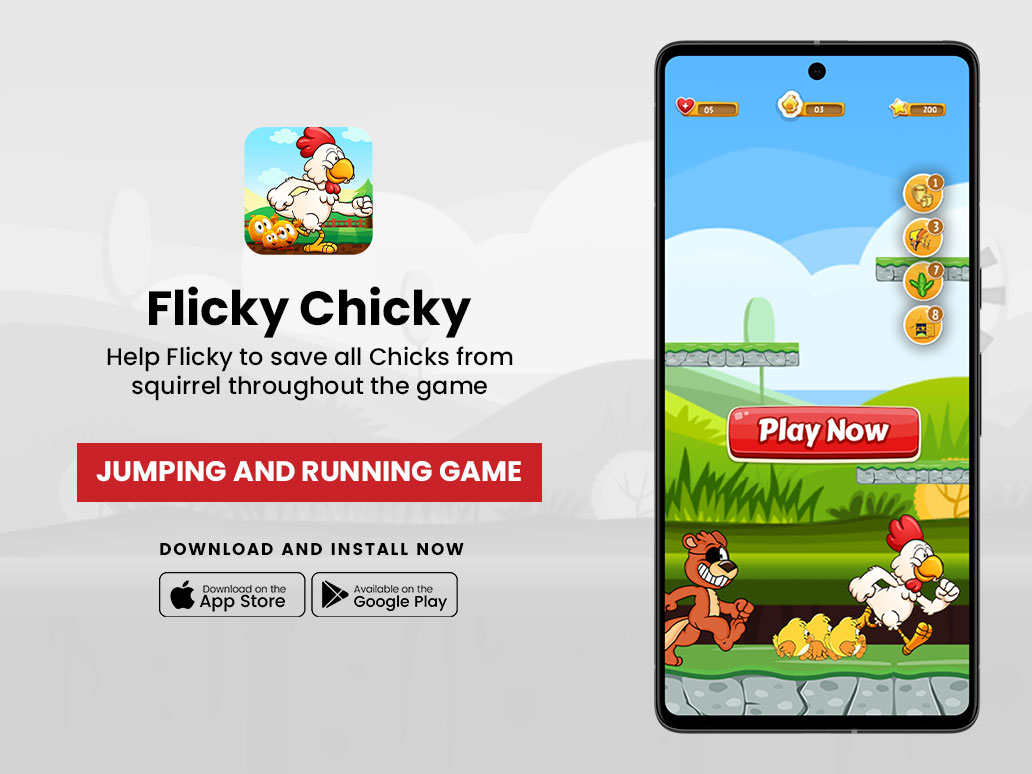 Flicky Chicky
Help Flicky to save all Chicks from
squirrel throughout the game
JUMPING AND RUNNING GAME
DOWNLOAD AND INSTALL NOW
Download on the
App Store
Available on the
Google Play
05
03
200
1
3
7
8
Play Now